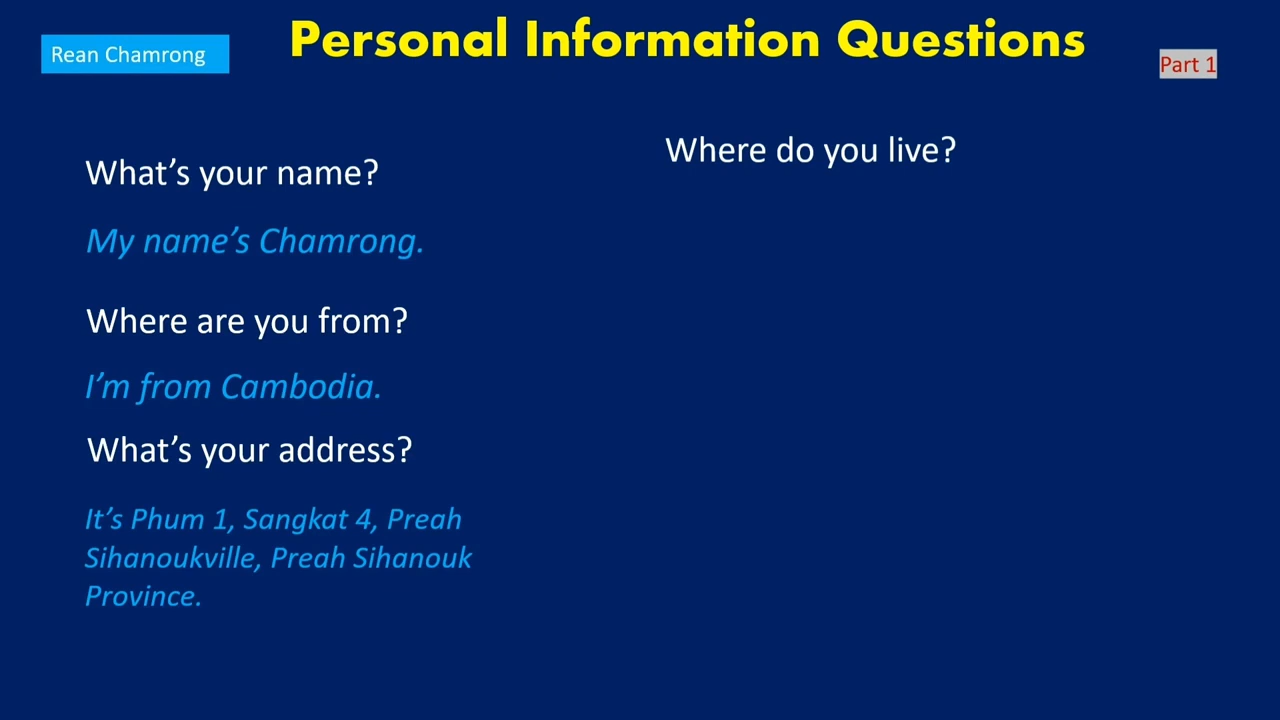 Rean Chamrong
Personal Information Questions
Part 1
What's your name?
My name's Chamrong.
Where are you from?
I'm from Cambodia.
What's your address?
It's Phum 1, Sangkat 4, Preah
Sihanoukville, Preah Sihanouk
Province.
Where do you live?